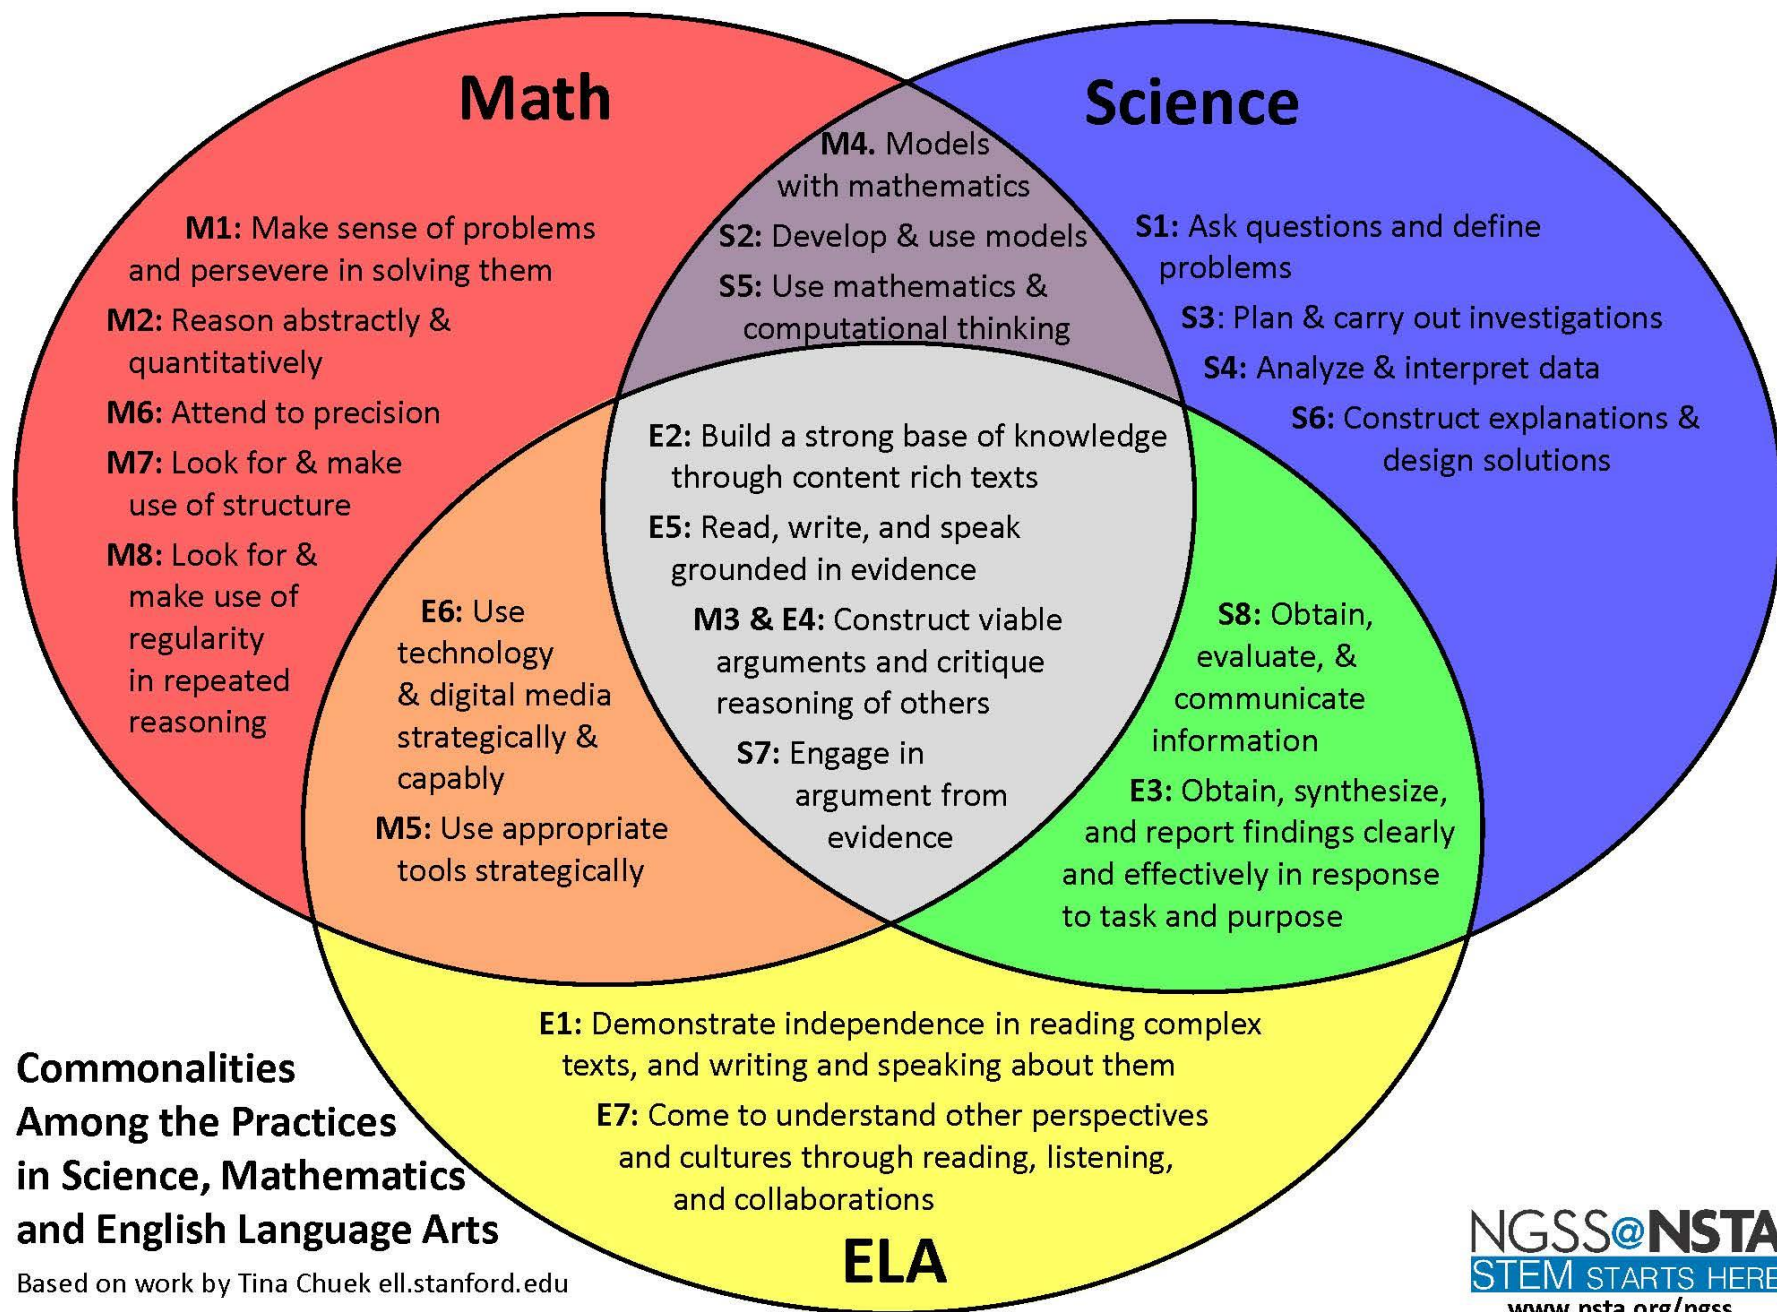 Math
Science
M4. Models
with mathematics
S2: Develop & use models
S5: Use mathematics &
computational thinking
M1: Make sense of problems
and persevere in solving them
M2: Reason abstractly &
quantitatively
M6: Attend to precision
M7: Look for & make
use of structure
M8: Look for &
make use of
regularity
in repeated
reasoning
S1: Ask questions and define
problems
S3: Plan & carry out investigations
S4: Analyze & interpret data
S6: Construct explanations &
design solutions
E2: Build a strong base of knowledge
through content rich texts
E5: Read, write, and speak
grounded in evidence
M3 & E4: Construct viable
arguments and critique
reasoning of others
S7: Engage in
argument from
evidence
E6: Use
technology
& digital media
strategically &
capably
M5: Use appropriate
tools strategically
S8: Obtain,
evaluate, &
communicate
information
E3: Obtain, synthesize,
and report findings clearly
and effectively in response
to task and purpose
E1: Demonstrate independence in reading complex
texts, and writing and speaking about them
E7: Come to understand other perspectives
and cultures through reading, listening,
and collaborations
ELA
Commonalities
Among the Practices
in Science, Mathematics
and English Language Arts
Based on work by Tina Chuek ell.stanford.edu
NGSS@NSTA
STEM STARTS HERE
www.nsta.org/ngss